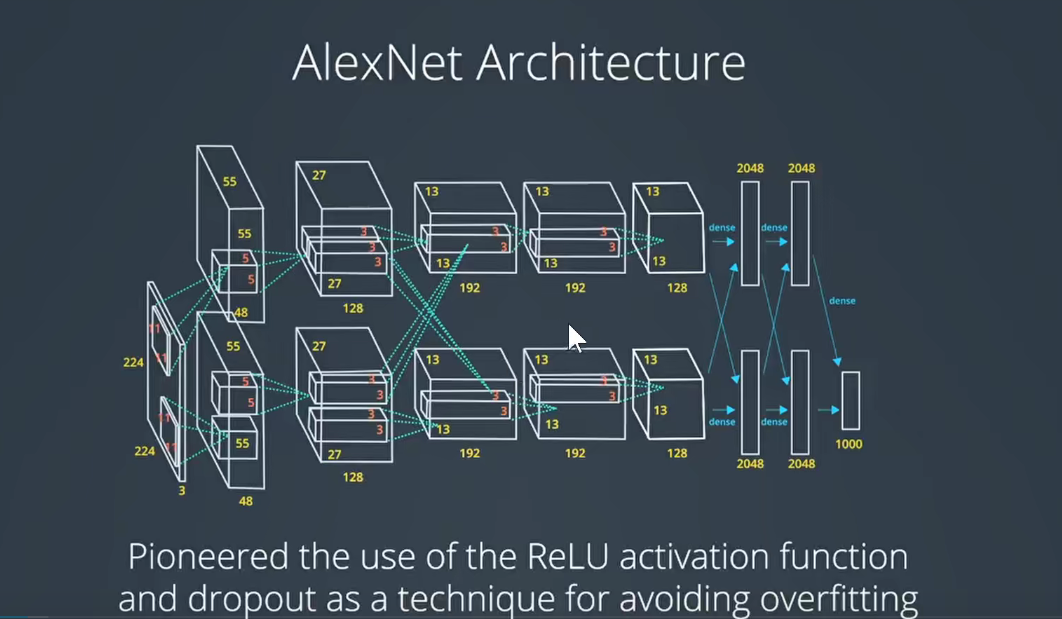 AlexNet Architecture
2048 2048
55 27 13 13 13
55 3 3 3 dense dense
5 3 3 3
5 3 13 13 13
27 192 192 128
48 128 dense
55 27 13 13 13
11
11
224
5 3 3 3
5 3 3 3
11 3 13
11 55 3 13 13 dense dense
224 27 192 192 128 2048 2048 1000
3 48 128
Pioneered the use of the ReLU activation function
and dropout as a technique for avoiding overfitting